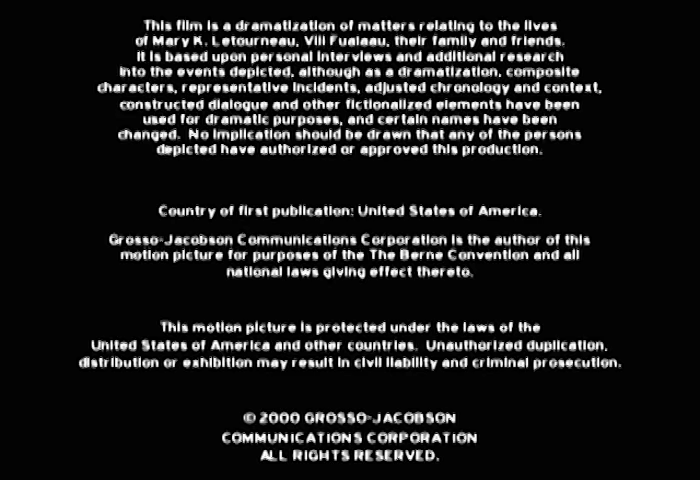 This film is a dramatization of matters relating to the lives
of Mary K. Letourneau, Vili Fualaau, their family and friends.
It is based upon personal interviews and additional research
into the events depicted, although as a dramatization, composite
characters, representative incidents, adjusted chronology and context,
constructed dialogue and other fictionalized elements have been
used for dramatic purposes, and certain names have been
changed. No implication should be drawn that any of the persons
depicted have authorized or approved this production.
Country of first publication: United States of America.
Grosso-Jacobson Communications Corporation is the author of this
motion picture for purposes of the The Berne Convention and all
national laws giving effect thereto.
This motion picture is protected under the laws of the
United States of America and other countries. Unauthorized duplication,
distribution or exhibition may result in civil liability and criminal prosecution.
© 2000 GROSSO-JACOBSON
COMMUNICATIONS CORPORATION
ALL RIGHTS RESERVED.